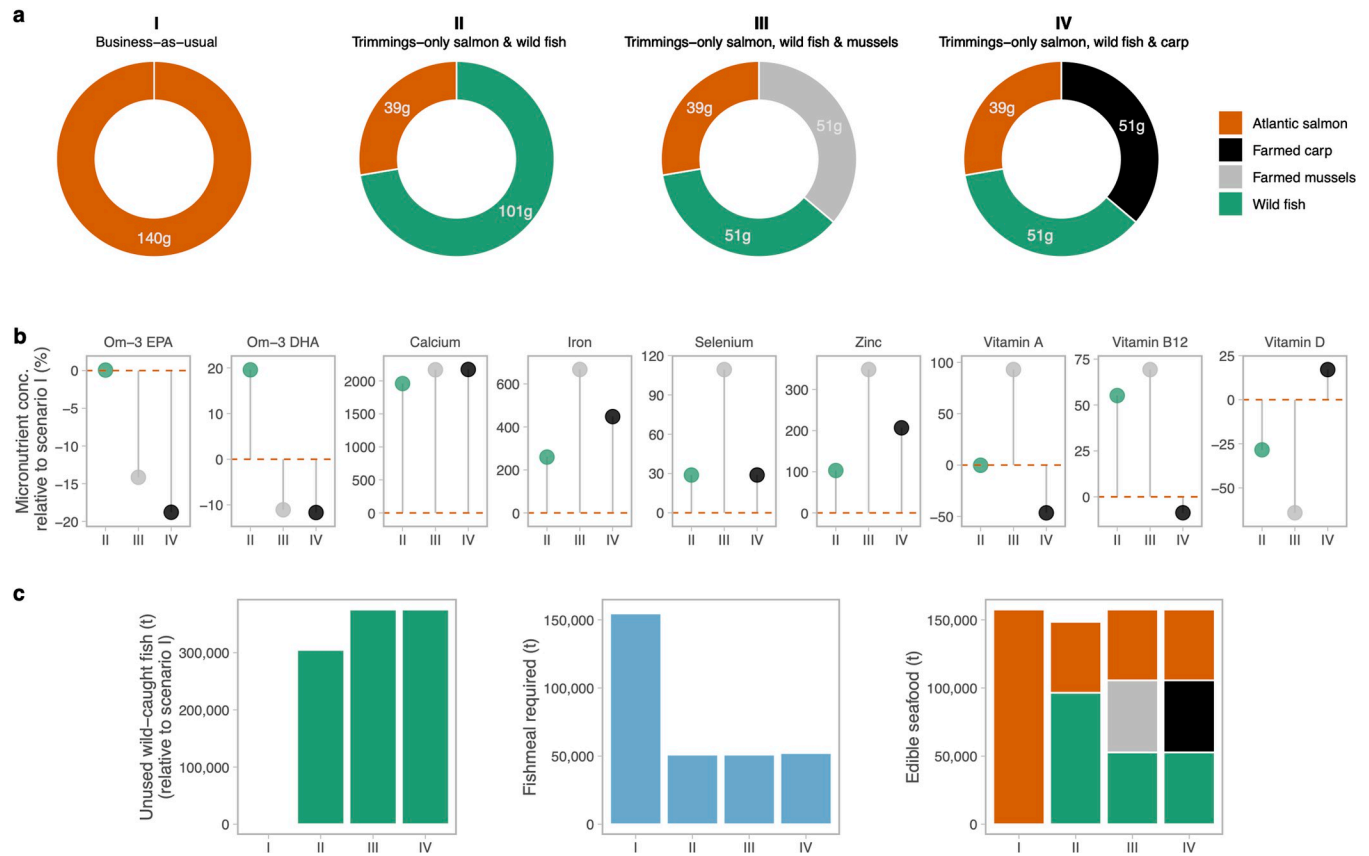 a
I
Business−as−usual
II
Trimmings−only salmon & wild fish
III
Trimmings−only salmon, wild fish & mussels
IV
Trimmings−only salmon, wild fish & carp
140g
39g
101g
39g
51g
51g
39g
51g
51g
Atlantic salmon
Farmed carp
Farmed mussels
Wild fish
b
Micronutrient conc.
relative to scenario I (%)
Om−3 EPA
0
−5
−10
−15
−20
II III IV
Om−3 DHA
20
10
0
−10
II III IV
Calcium
2000
1500
1000
500
0
II III IV
Iron
600
400
200
0
II III IV
Selenium
120
90
60
30
0
II III IV
Zinc
300
200
100
0
II III IV
Vitamin A
100
50
0
−50
II III IV
Vitamin B12
75
50
25
0
II III IV
Vitamin D
25
0
−25
−50
II III IV
c
Unused wild−caught fish (t)
(relative to scenario I)
300,000
200,000
100,000
0
I II III IV
Fishmeal required (t)
150,000
100,000
50,000
0
I II III IV
Edible seafood (t)
150,000
100,000
50,000
0
I II III IV